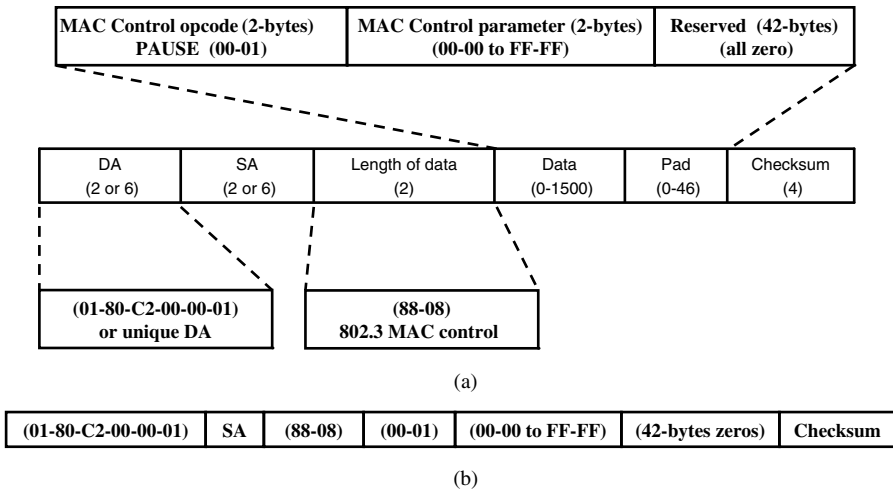 MAC Control opcode (2-bytes)
PAUSE (00-01)
MAC Control parameter (2-bytes)
(00-00 to FF-FF)
Reserved (42-bytes)
(all zero)
DA
(2 or 6)
SA
(2 or 6)
Length of data
(2)
Data
(0-1500)
Pad
(0-46)
Checksum
(4)
(01-80-C2-00-00-01)
or unique DA
(88-08)
802.3 MAC control
(a)
(01-80-C2-00-00-01) SA (88-08) (00-01) (00-00 to FF-FF) (42-bytes zeros) Checksum
(b)